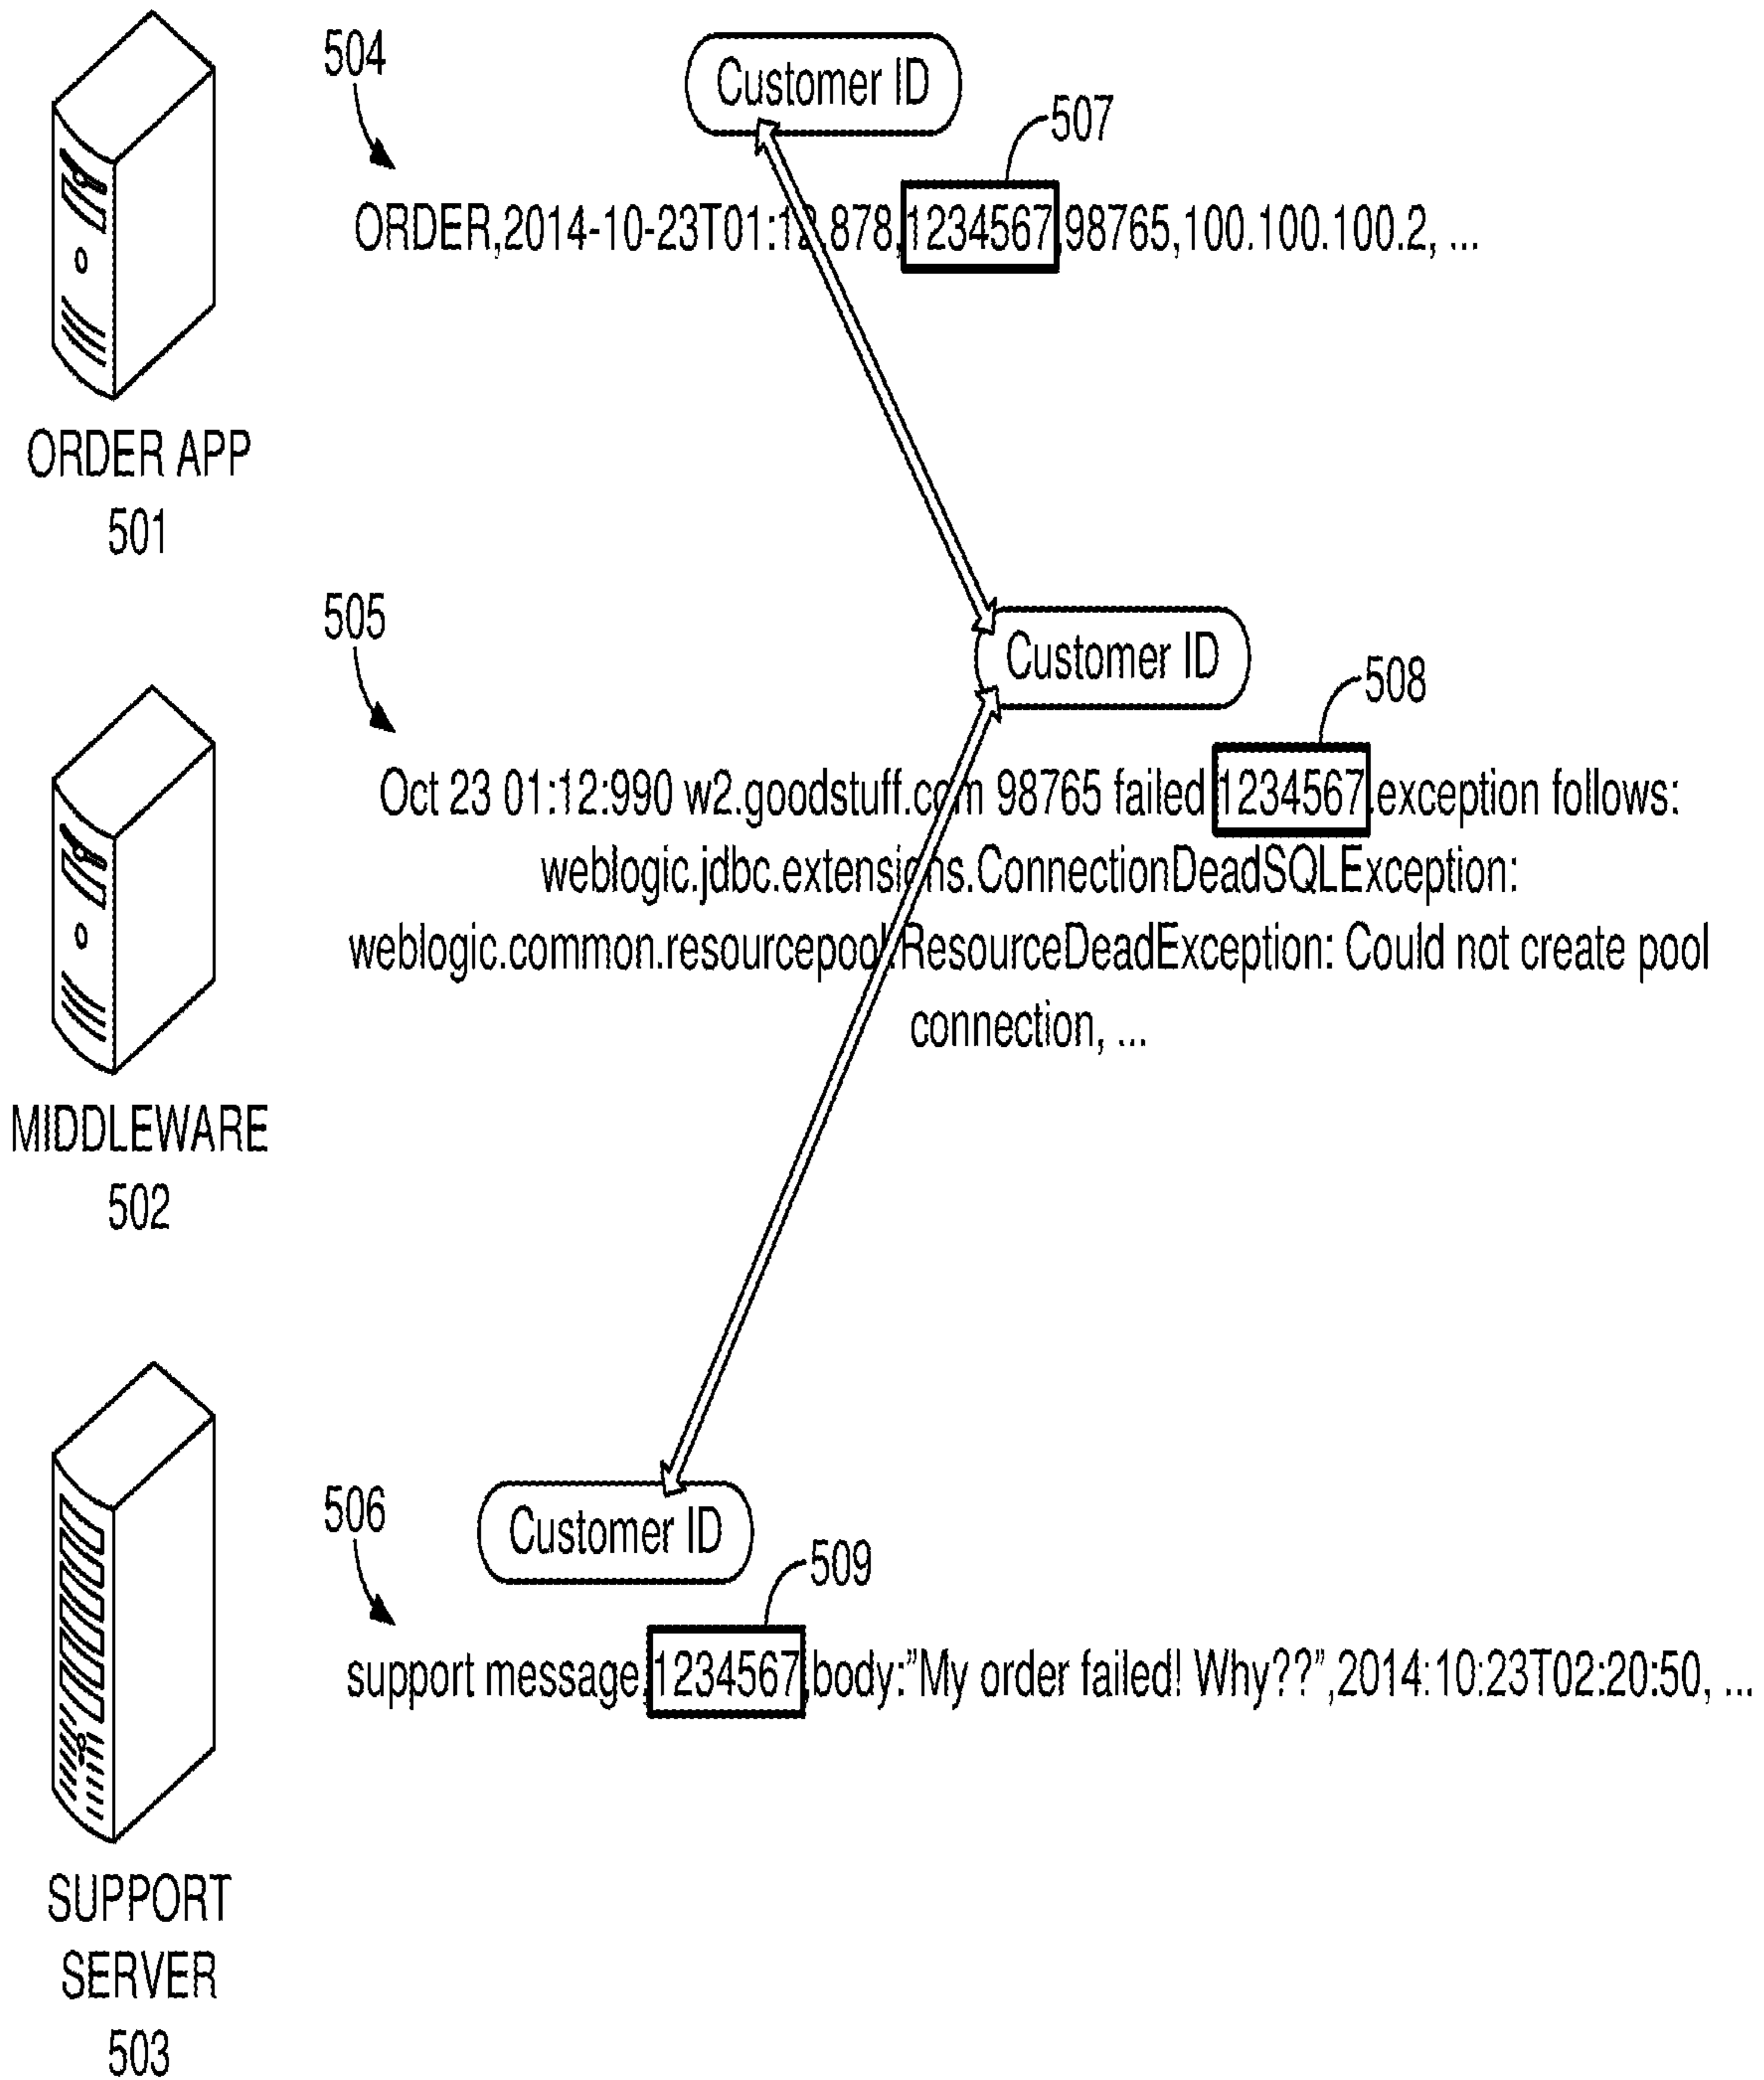 504
Customer ID
507
ORDER,2014-10-23T01:12.878,1234567,98765,100.100.100.2, ...
ORDER APP
501
505
Customer ID
508
Oct 23 01:12:990 w2.goodstuff.com 98765 failed 1234567.exception follows:
weblogic.jdbc.extensions.ConnectionDeadSQLException:
weblogic.common.resourcepool.ResourceDeadException: Could not create pool
connection, ...
MIDDLEWARE
502
506
Customer ID
509
support message,1234567,body:"My order failed! Why??",2014:10:23T02:20:50, ...
SUPPORT
SERVER
503